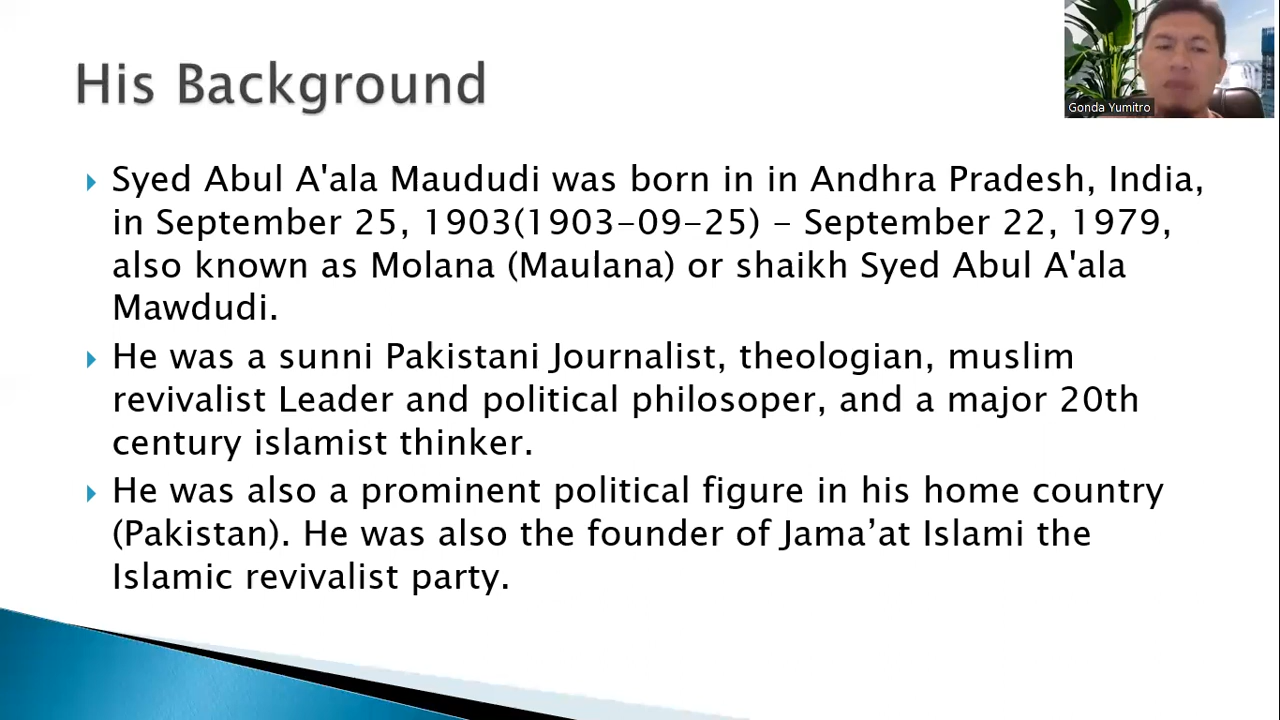 His Background
Gonda Yumitro
Syed Abul A'ala Maududi was born in in Andhra Pradesh, India,
in September 25, 1903(1903-09-25) – September 22, 1979,
also known as Molana (Maulana) or shaikh Syed Abul A'ala
Mawdudi.
He was a sunni Pakistani Journalist, theologian, muslim
revivalist Leader and political philosoper, and a major 20th
century islamist thinker.
He was also a prominent political figure in his home country
(Pakistan). He was also the founder of Jama’at Islami the
Islamic revivalist party.